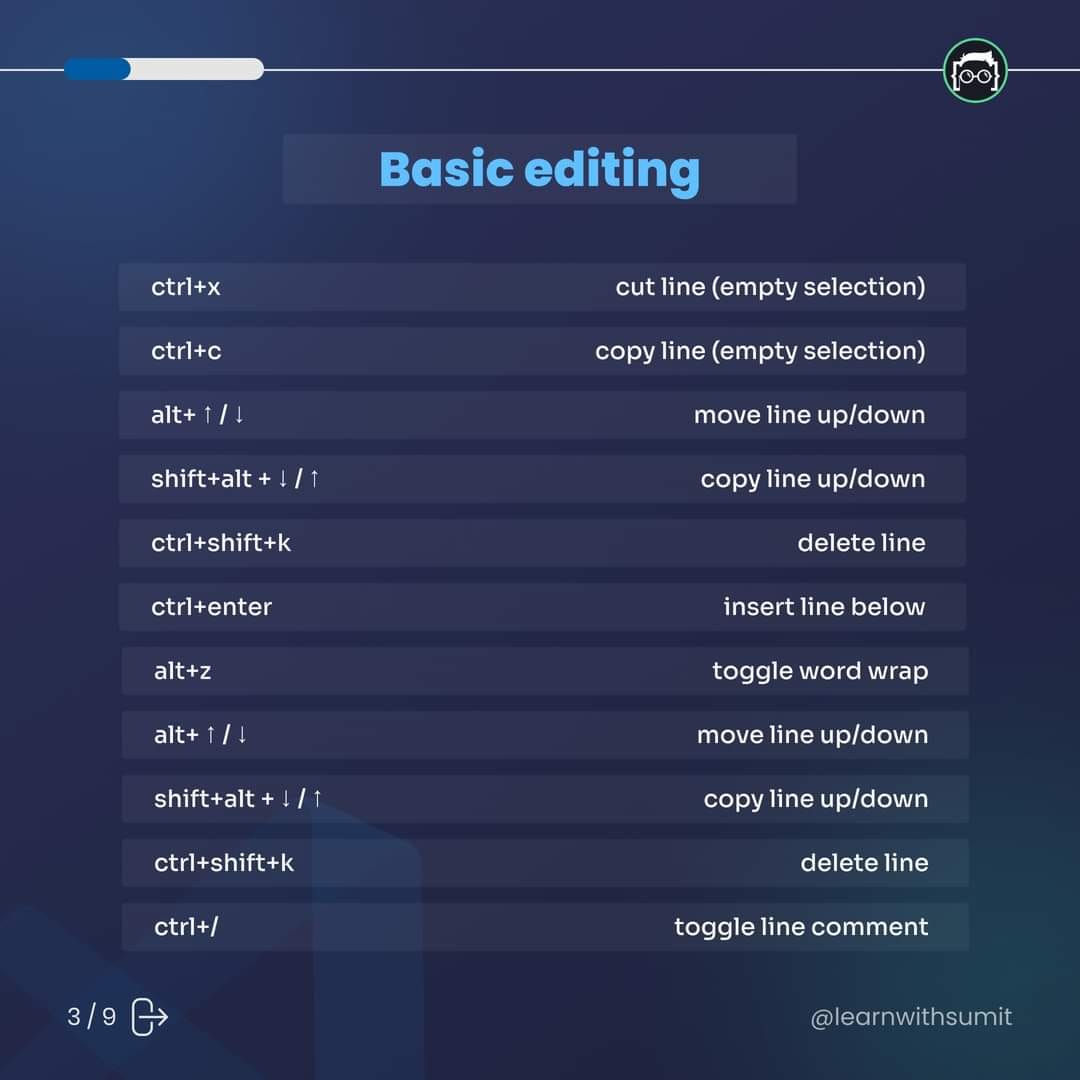 Basic editing
ctrl+x cut line (empty selection)
ctrl+c copy line (empty selection)
alt+ ↑ / ↓ move line up/down
shift+alt + ↓ / ↑ copy line up/down
ctrl+shift+k delete line
ctrl+enter insert line below
alt+z toggle word wrap
alt+ ↑ / ↓ move line up/down
shift+alt + ↓ / ↑ copy line up/down
ctrl+shift+k delete line
ctrl+/ toggle line comment
3 / 9 @learnwithsumit